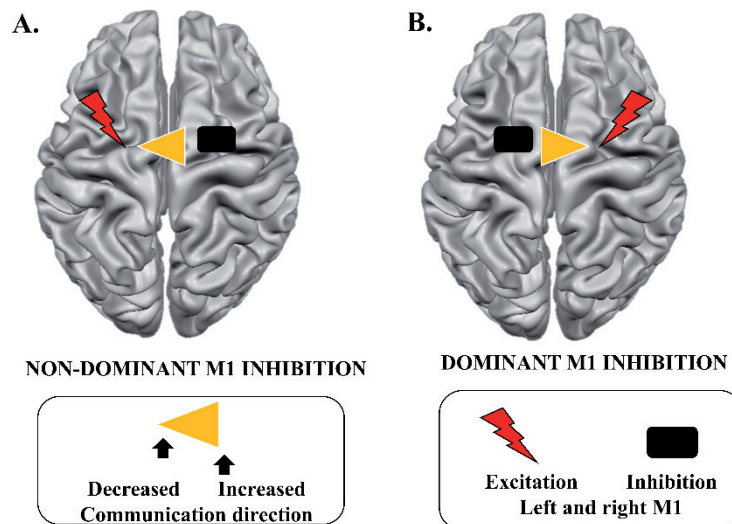 A.
B.
NON-DOMINANT M1 INHIBITION
DOMINANT M1 INHIBITION
Decreased Increased
Communication direction
Excitation Inhibition
Left and right M1